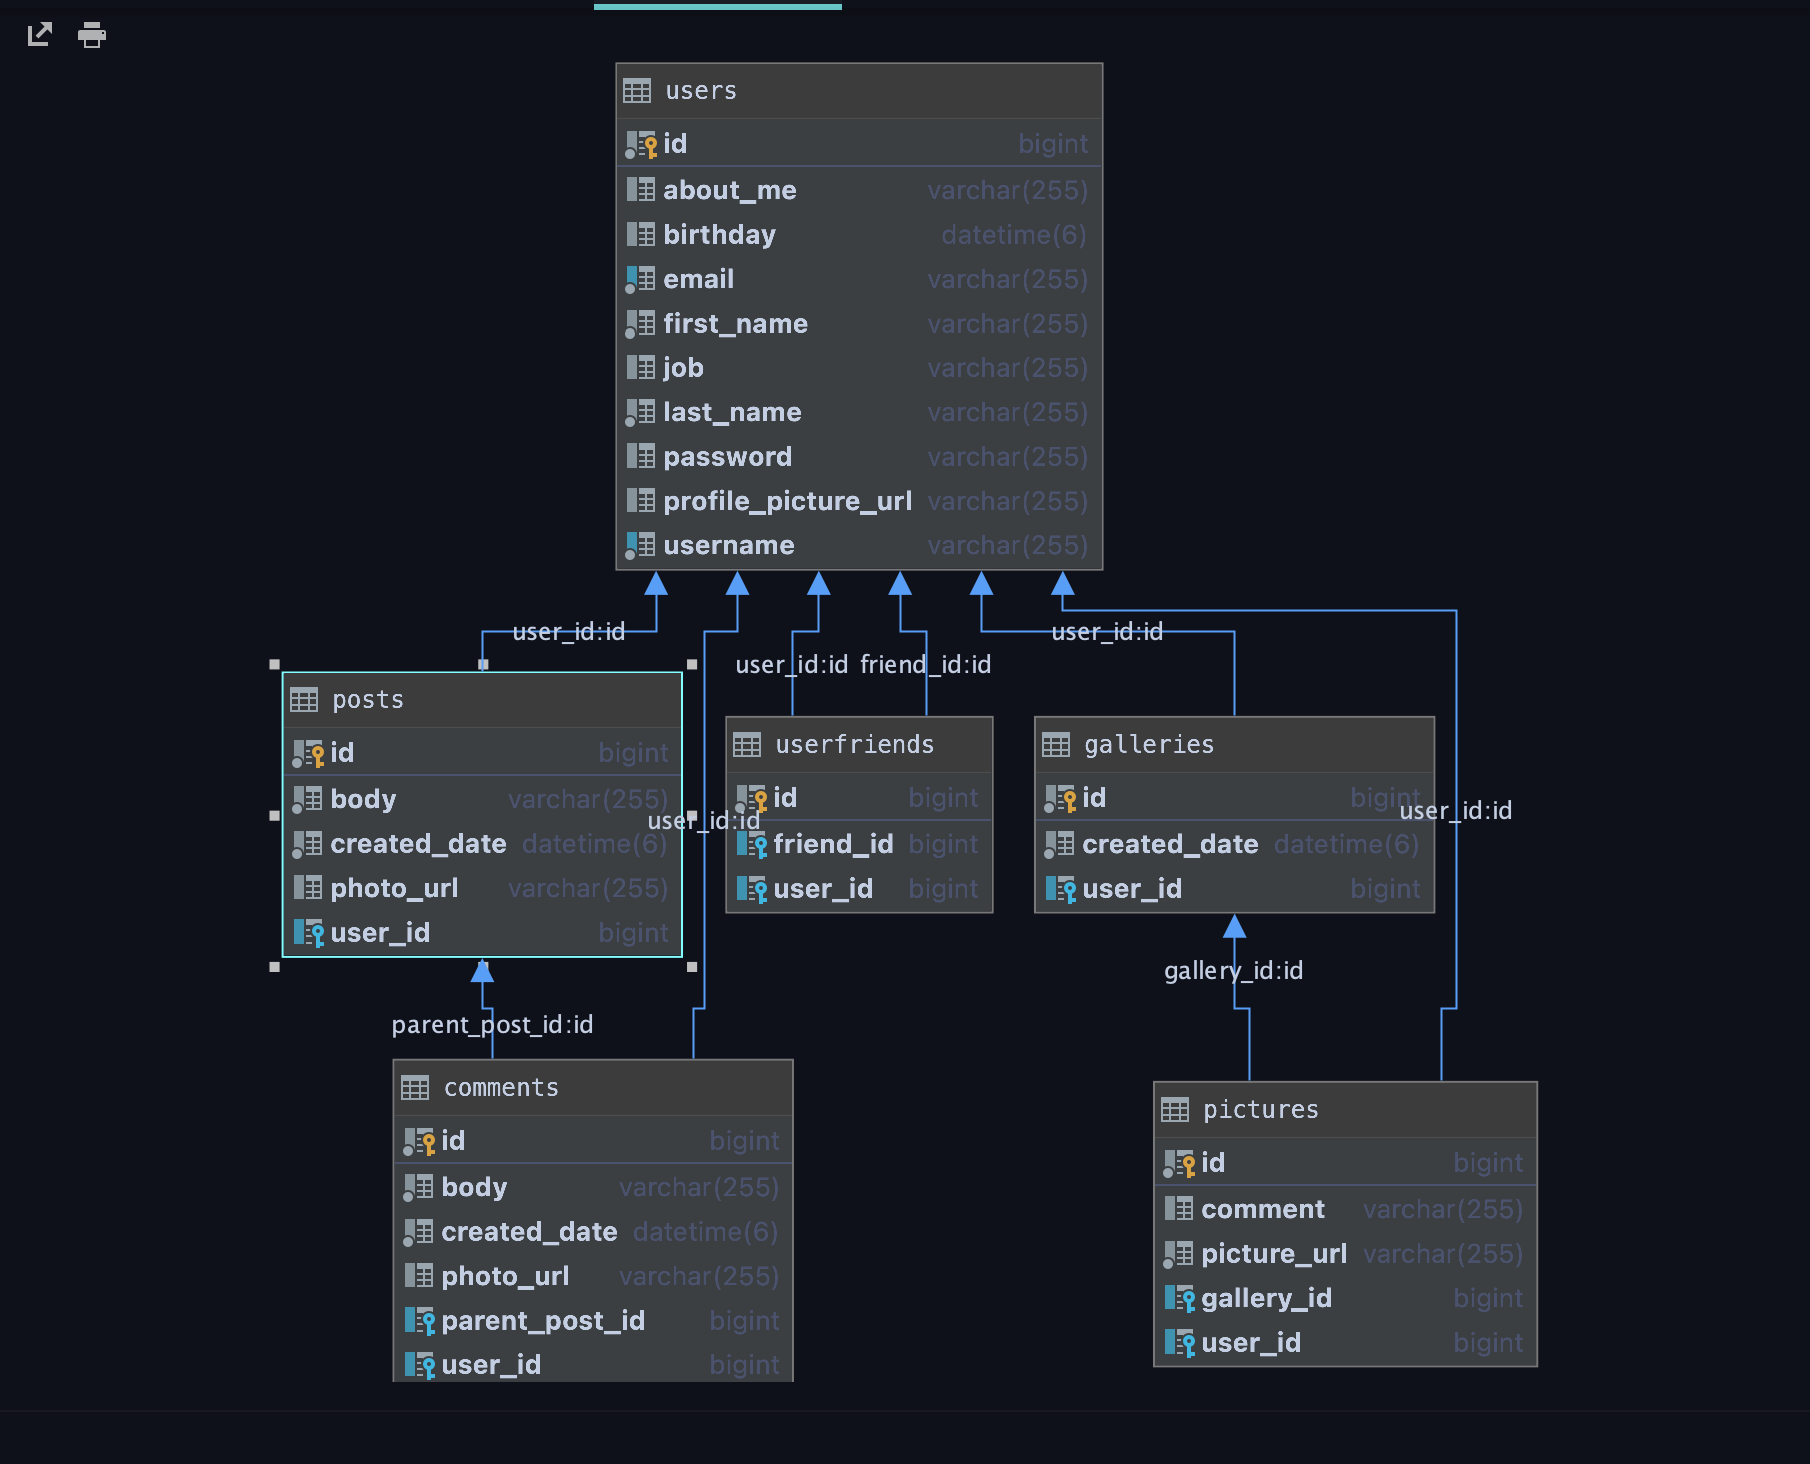 users
id bigint
about_me varchar(255)
birthday datetime(6)
email varchar(255)
first_name varchar(255)
job varchar(255)
last_name varchar(255)
password varchar(255)
profile_picture_url varchar(255)
username varchar(255)
user_id:id
user_id:id
user_id:id
friend_id:id
posts
id bigint
body varchar(255)
created_date datetime(6)
photo_url varchar(255)
user_id bigint
user_id:id
userfriends
id bigint
friend_id bigint
user_id bigint
galleries
id bigint
created_date datetime(6)
user_id bigint
user_id:id
parent_post_id:id
gallery_id:id
comments
id bigint
body varchar(255)
created_date datetime(6)
photo_url varchar(255)
parent_post_id bigint
user_id bigint
pictures
id bigint
comment varchar(255)
picture_url varchar(255)
gallery_id bigint
user_id bigint